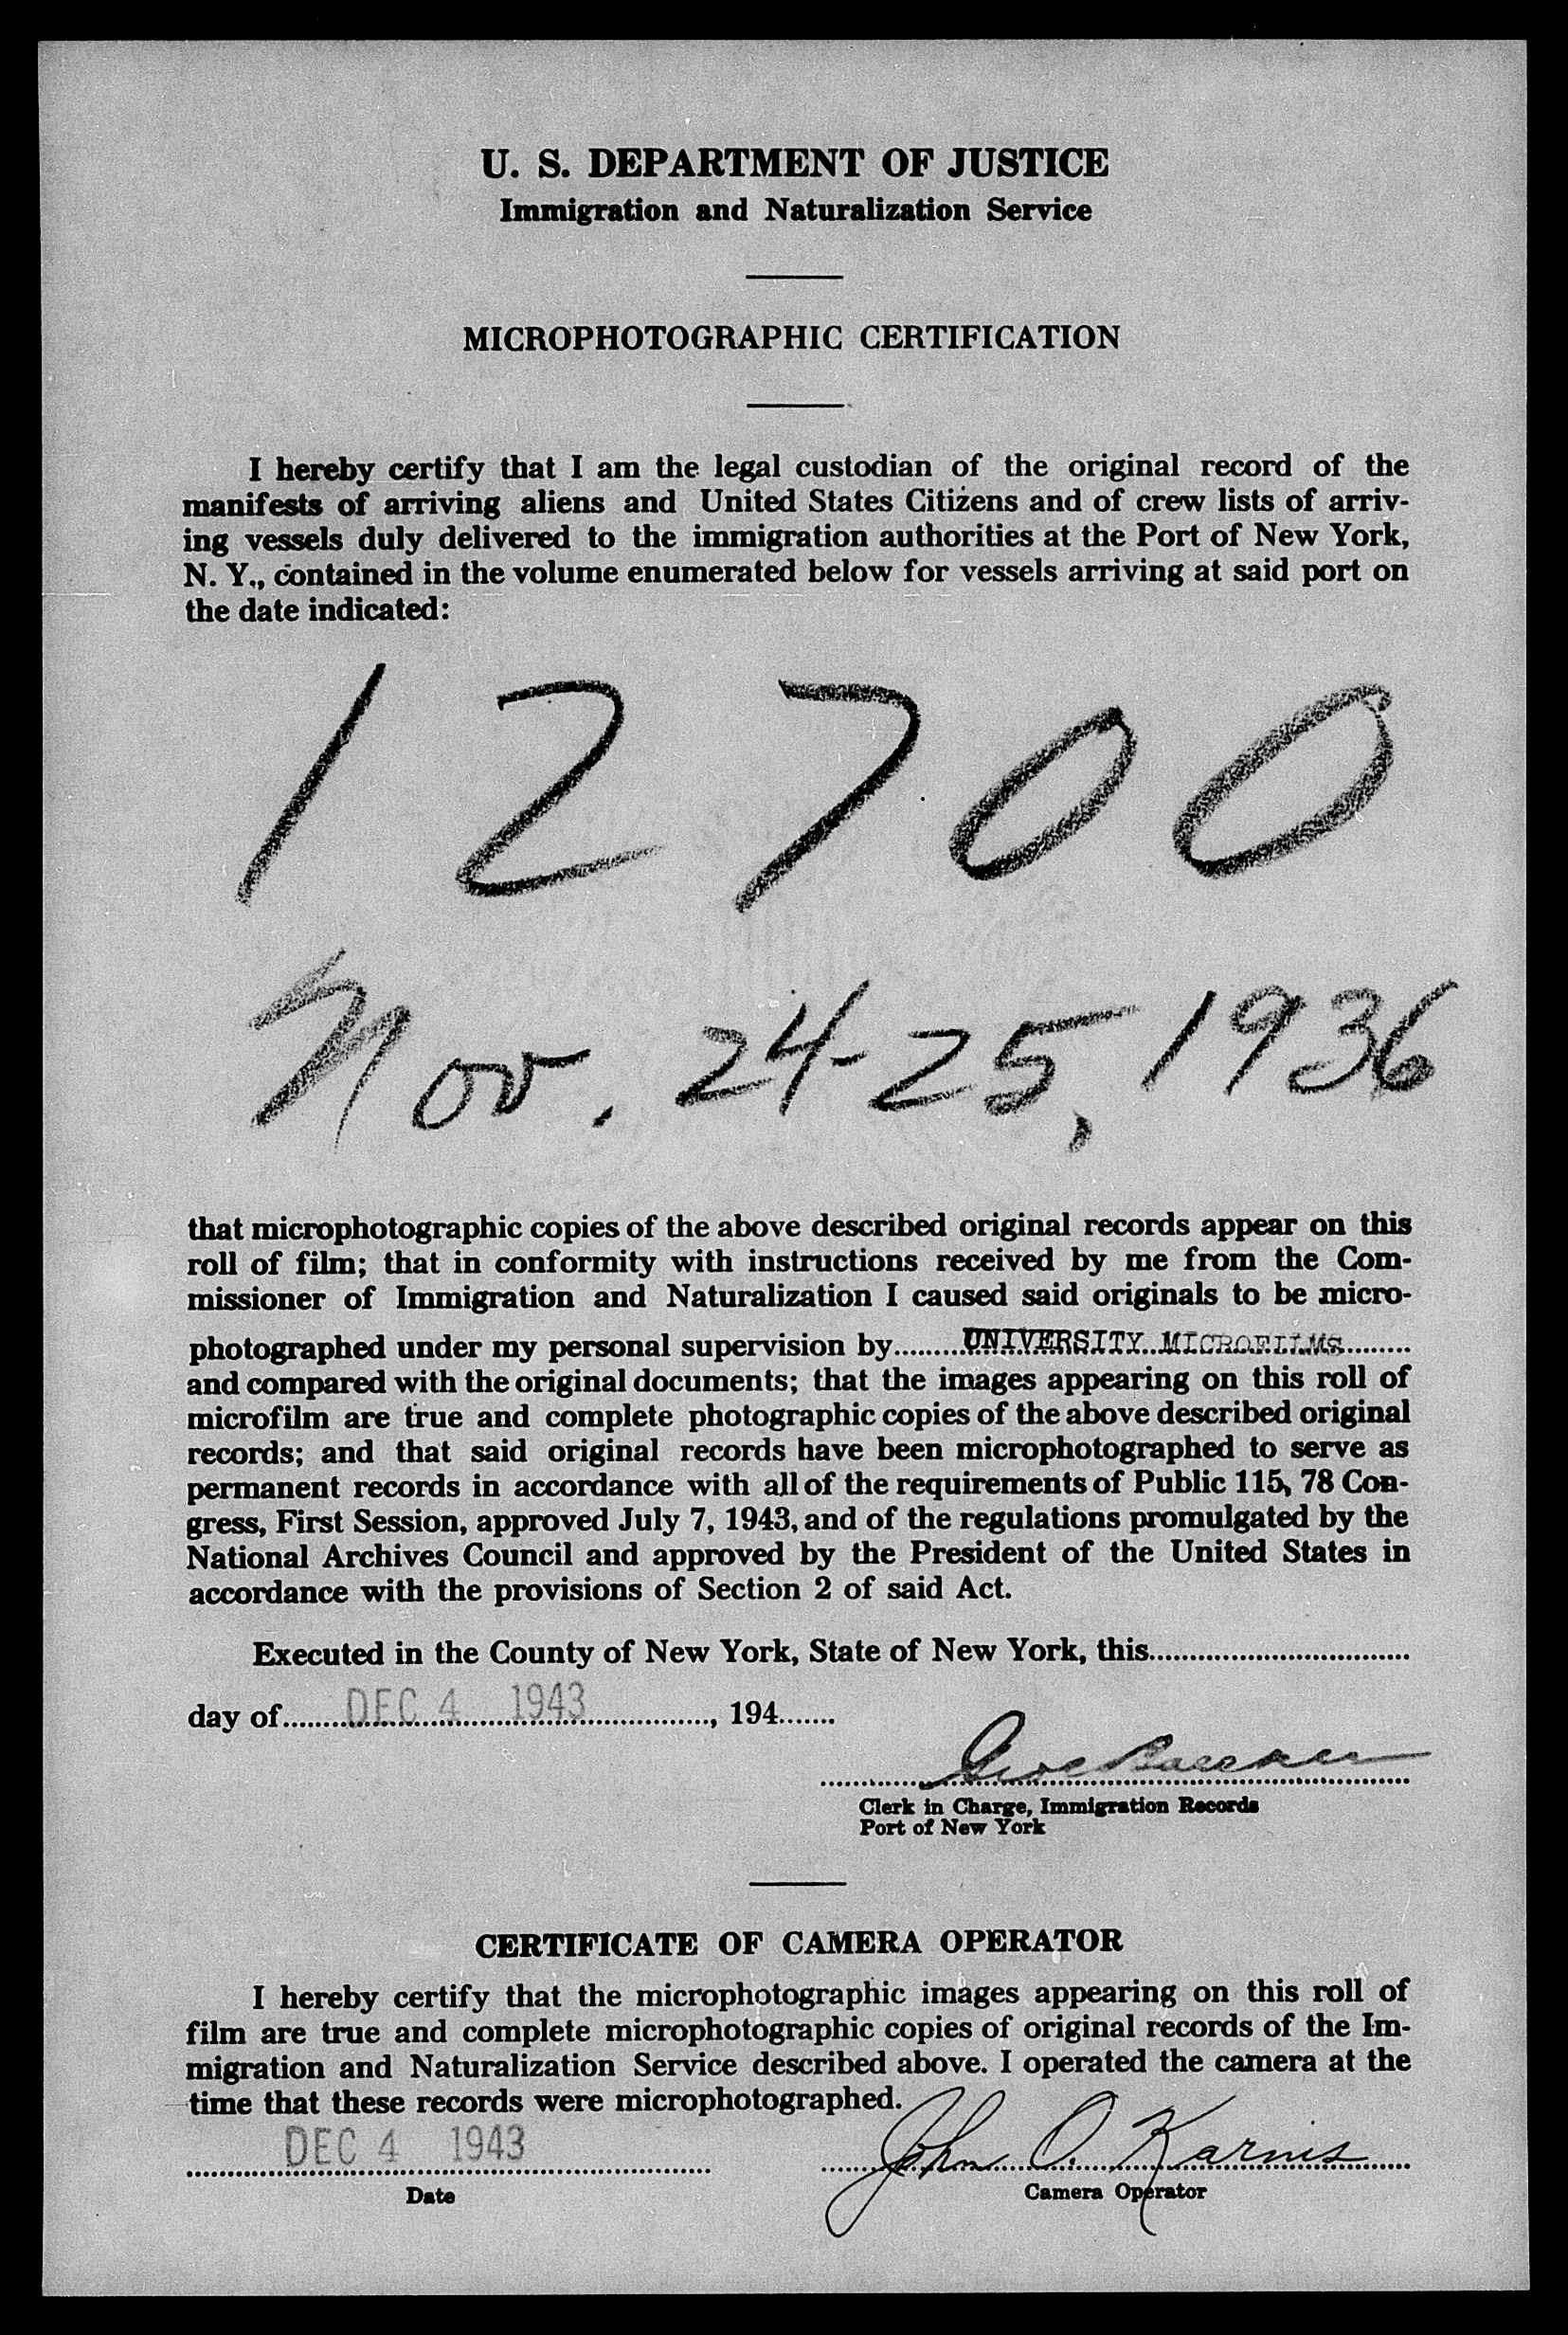 U. S. DEPARTMENT OF JUSTICE
Immigration and Naturalization Service
MICROPHOTOGRAPHIC CERTIFICATION
I hereby certify that I am the legal custodian of the original record of the
manifests of arriving aliens and United States Citizens and of crew lists of arriv-
ing vessels duly delivered to the immigration authorities at the Port of New York,
N. Y., contained in the volume enumerated below for vessels arriving at said port on
the date indicated:
12700
Nov. 24-25, 1936
that microphotographic copies of the above described original records appear on this
roll of film; that in conformity with instructions received by me from the Com-
missioner of Immigration and Naturalization I caused said originals to be micro-
photographed under my personal supervision by UNIVERSITY MICROFILMS
and compared with the original documents; that the images appearing on this roll of
microfilm are true and complete photographic copies of the above described original
records; and that said original records have been microphotographed to serve as
permanent records in accordance with all of the requirements of Public 115, 78 Con-
gress, First Session, approved July 7, 1943, and of the regulations promulgated by the
National Archives Council and approved by the President of the United States in
accordance with the provisions of Section 2 of said Act.
Executed in the County of New York, State of New York, this
day of DEC 4 1943, 194
Clerk in Charge, Immigration Records
Port of New York
CERTIFICATE OF CAMERA OPERATOR
I hereby certify that the microphotographic images appearing on this roll of
film are true and complete microphotographic copies of original records of the Im-
migration and Naturalization Service described above. I operated the camera at the
time that these records were microphotographed.
DEC 4 1943 John O. Karnis
Date Camera Operator